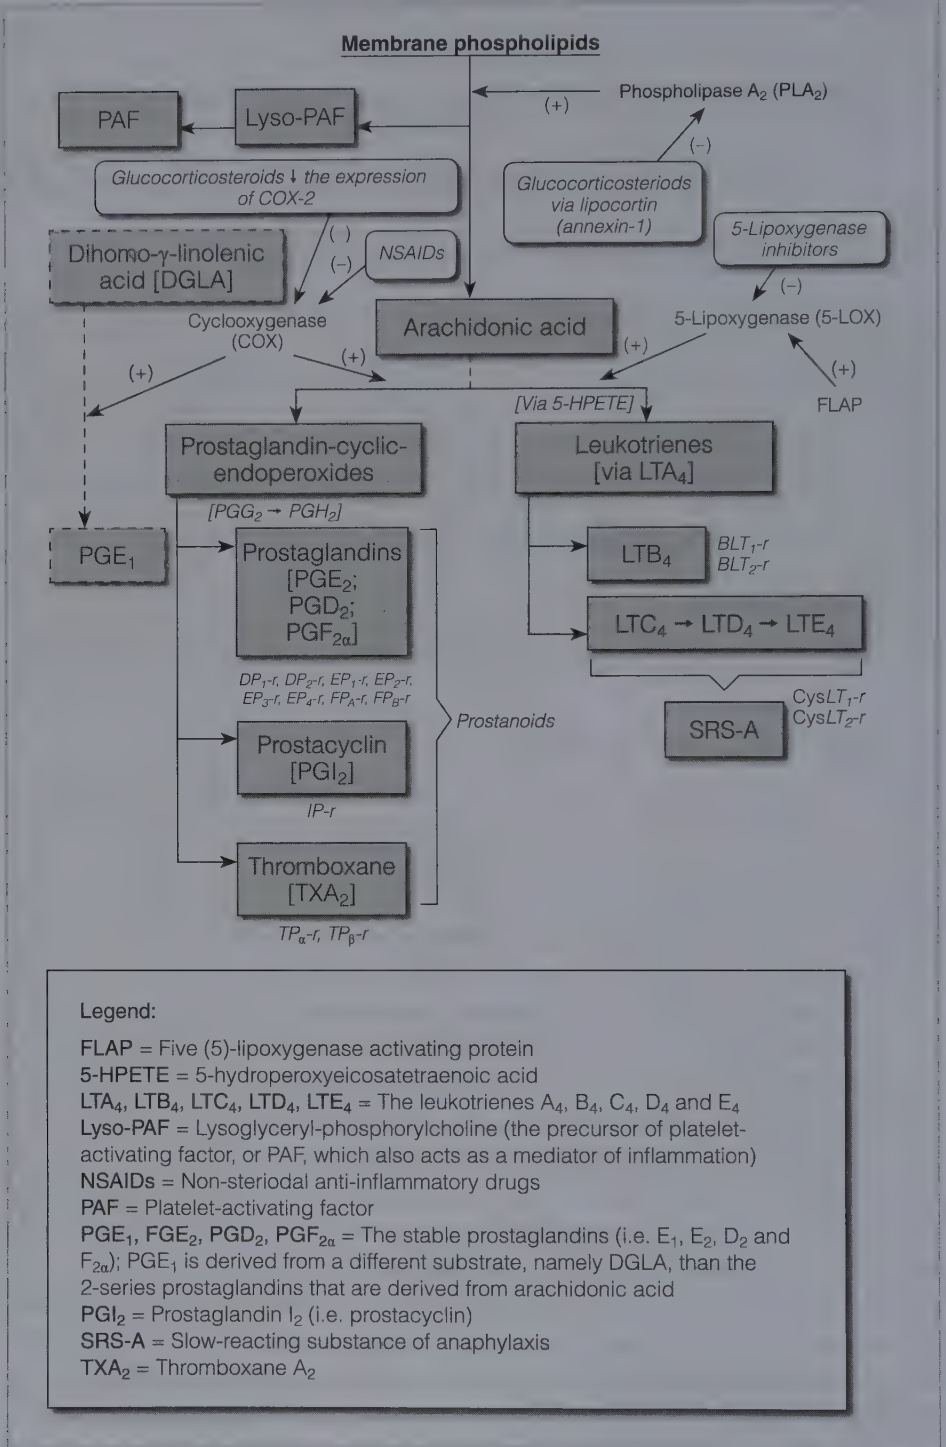 Membrane phospholipids
Phospholipase A₂ (PLA₂)
(+)
PAF
Lyso-PAF
(−)
Glucocorticosteroids ↓ the expression
of COX-2
Glucocorticosteriods
via lipocortin
(annexin-1)
5-Lipoxygenase
inhibitors
( )
(−)
NSAIDs
Dihomo-γ-linolenic
acid [DGLA]
(−)
Cyclooxygenase
(COX)
Arachidonic acid
5-Lipoxygenase (5-LOX)
(+)
(+)
(+)
(+)
FLAP
[Via 5-HPETE]
Prostaglandin-cyclic-
endoperoxides
Leukotrienes
[via LTA₄]
[PGG₂ → PGH₂]
PGE₁
Prostaglandins
[PGE₂;
PGD₂;
PGF₂α]
LTB₄
BLT₁-r
BLT₂-r
LTC₄ → LTD₄ → LTE₄
DP₁-r, DP₂-r, EP₁-r, EP₂-r,
EP₃-r, EP₄-r, FP_A-r, FP_B-r
Prostanoids
SRS-A
CysLT₁-r
CysLT₂-r
Prostacyclin
[PGI₂]
IP-r
Thromboxane
[TXA₂]
TPα-r, TPβ-r
Legend:
FLAP = Five (5)-lipoxygenase activating protein
5-HPETE = 5-hydroperoxyeicosatetraenoic acid
LTA₄, LTB₄, LTC₄, LTD₄, LTE₄ = The leukotrienes A₄, B₄, C₄, D₄ and E₄
Lyso-PAF = Lysoglyceryl-phosphorylcholine (the precursor of platelet-
activating factor, or PAF, which also acts as a mediator of inflammation)
NSAIDs = Non-steriodal anti-inflammatory drugs
PAF = Platelet-activating factor
PGE₁, FGE₂, PGD₂, PGF₂α = The stable prostaglandins (i.e. E₁, E₂, D₂ and
F₂α); PGE₁ is derived from a different substrate, namely DGLA, than the
2-series prostaglandins that are derived from arachidonic acid
PGI₂ = Prostaglandin I₂ (i.e. prostacyclin)
SRS-A = Slow-reacting substance of anaphylaxis
TXA₂ = Thromboxane A₂